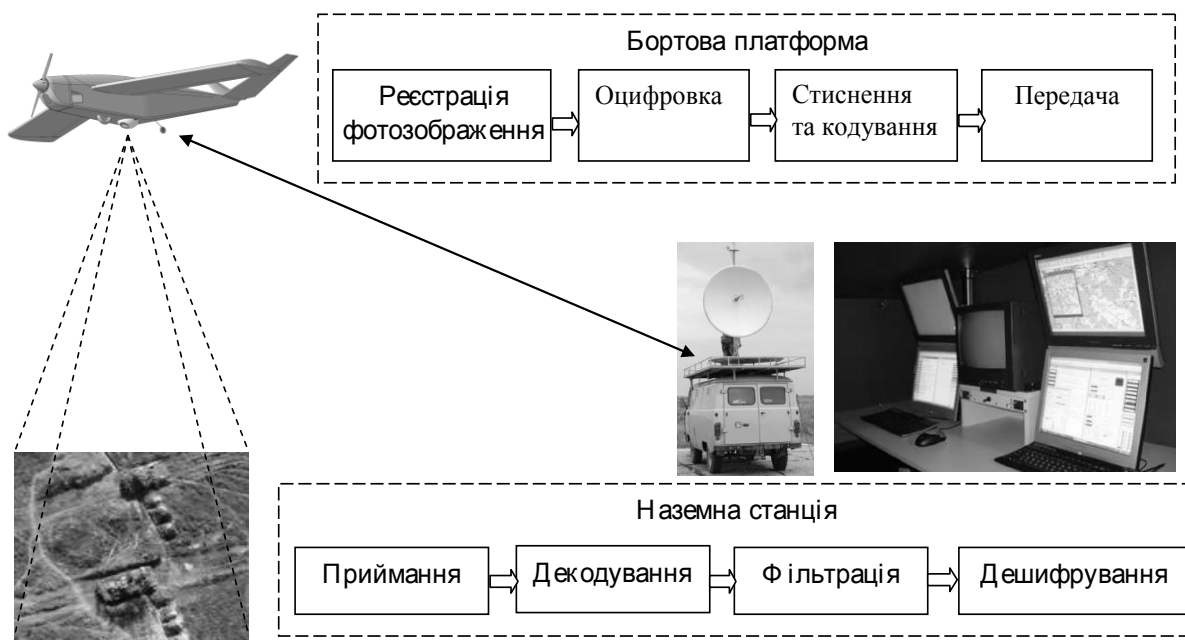 Бортова платформа
Реєстрація
фотозображення
Оцифровка
Стиснення
та кодування
Передача
Наземна станція
Приймання
Декодування
Фільтрація
Дешифрування